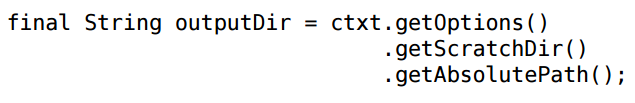 final String outputDir = ctxt.getOptions()
                             .getScratchDir()
                             .getAbsolutePath();